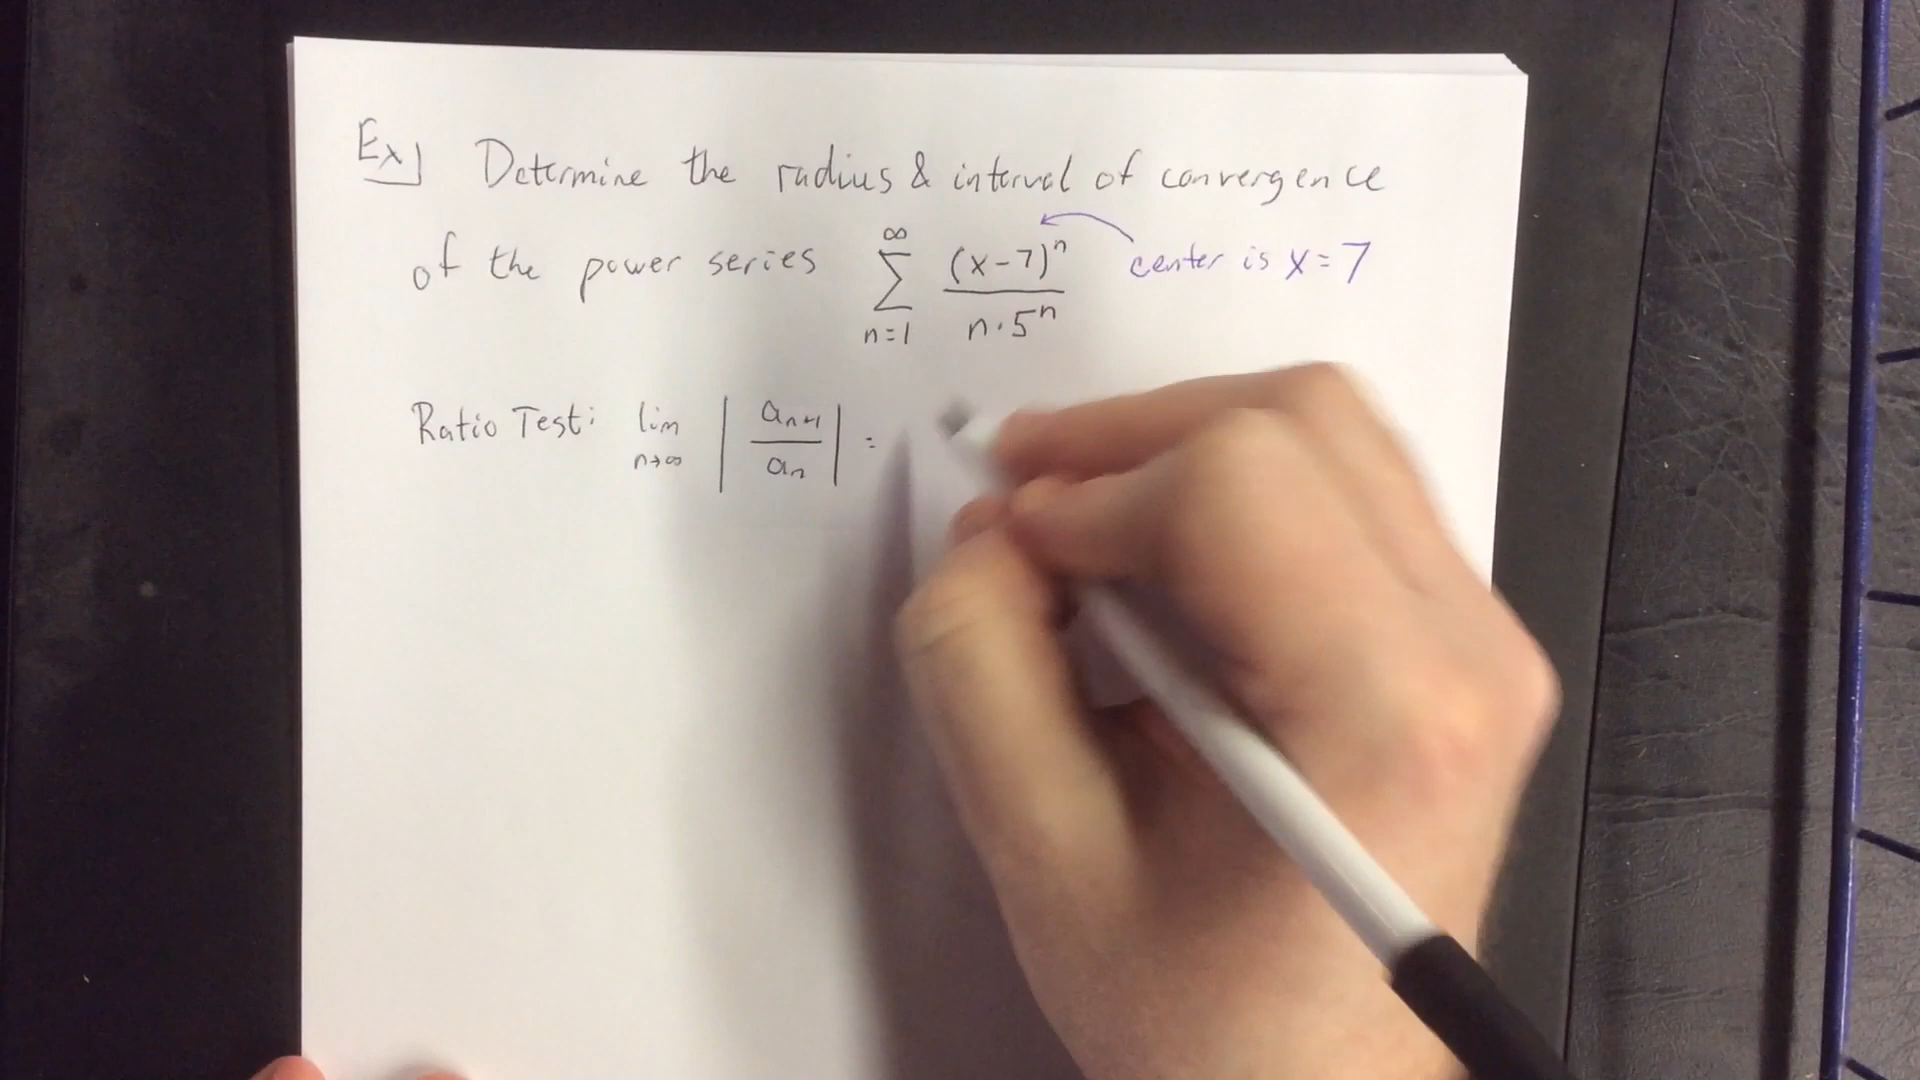 Ex] Determine the radius & interval of convergence
of the power series ∞ Σ n=1 (x-7)^n / n·5^n center is x=7
Ratio Test: lim n→∞ | a_{n+1} / a_n | =